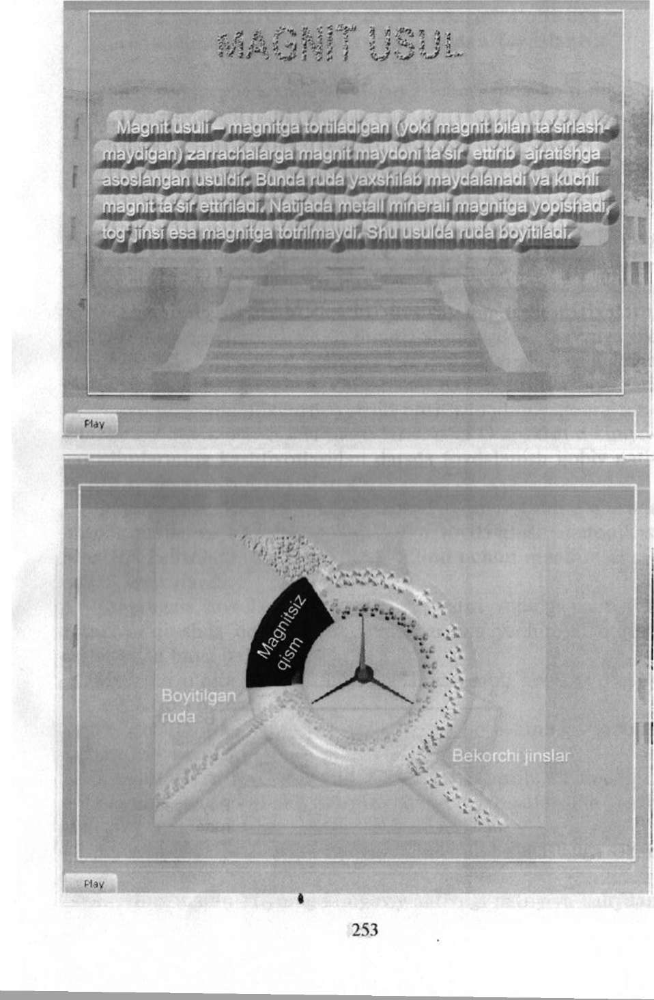 MAGNIT USUL
Magnit usuli – magnitga tortiladigan (yoki magnit bilan ta'sirlash-
maydigan) zarrachalarga magnit maydoni ta'sir ettirib ajratishga
asoslangan usuldir. Bunda ruda yaxshilab maydalanadi va kuchli
magnit ta'sir ettiriladi. Natijada metall minerali magnitga yopishadi,
tog' jinsi esa magnitga totrilmaydi. Shu usulda ruda boyitiladi.
Play
Magnitsiz
qism
Boyitilgan
ruda
Bekorchi jinslar
Play
253